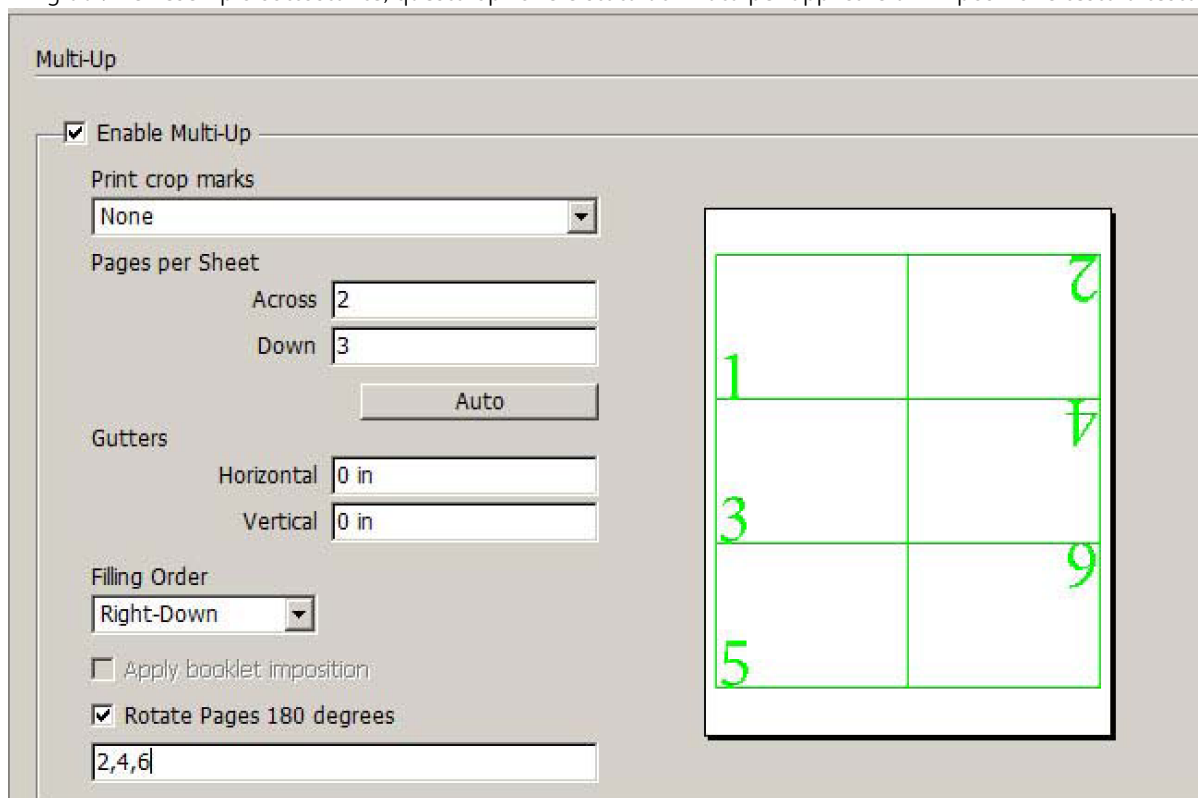 Multi-Up
Enable Multi-Up
Print crop marks
None
Pages per Sheet
Across 2
Down 3
Auto
Gutters
Horizontal 0 in
Vertical 0 in
Filling Order
Right-Down
Apply booklet imposition
Rotate Pages 180 degrees
2,4,6
1 2
3 4
5 6